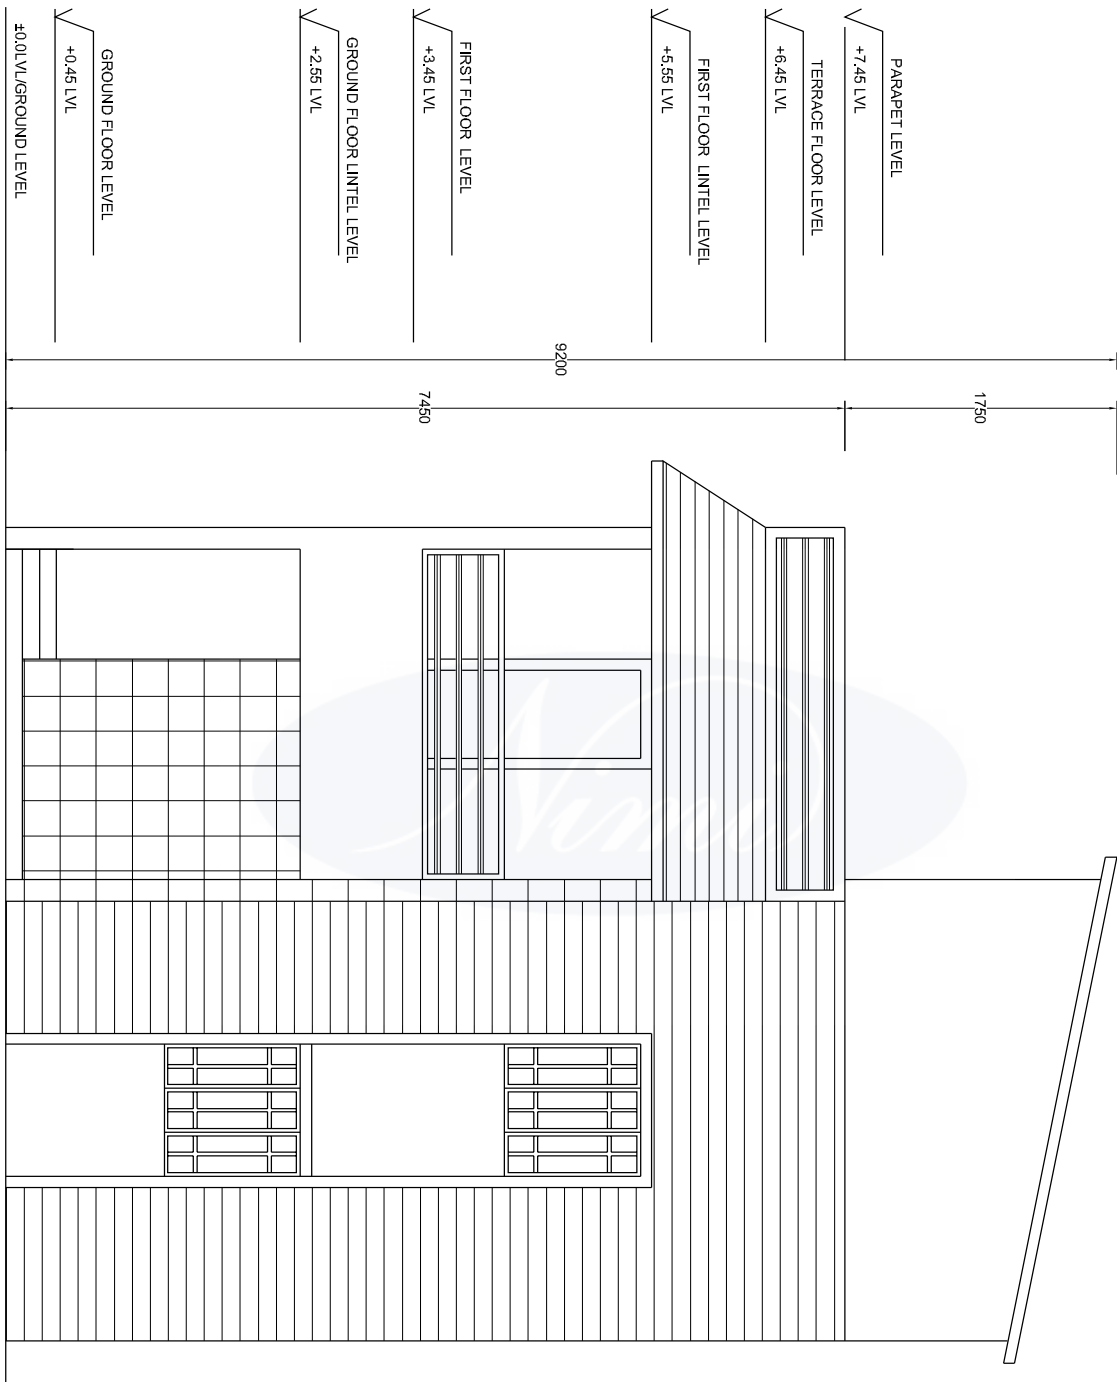 PARAPET LEVEL
+7.45 LVL
TERRACE FLOOR LEVEL
+6.45 LVL
FIRST FLOOR LINTEL LEVEL
+5.55 LVL
FIRST FLOOR LEVEL
+3.45 LVL
GROUND FLOOR LINTEL LEVEL
+2.55 LVL
GROUND FLOOR LEVEL
+0.45 LVL
±0.0LVL/GROUND LEVEL
9200
1750
7450
Nimi